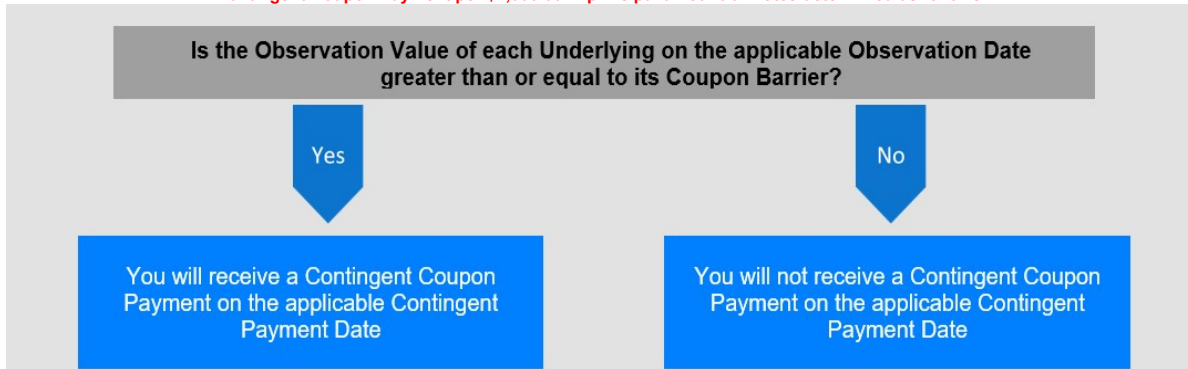 Is the Observation Value of each Underlying on the applicable Observation Date
greater than or equal to its Coupon Barrier?
Yes
No
You will receive a Contingent Coupon
Payment on the applicable Contingent
Payment Date
You will not receive a Contingent Coupon
Payment on the applicable Contingent
Payment Date